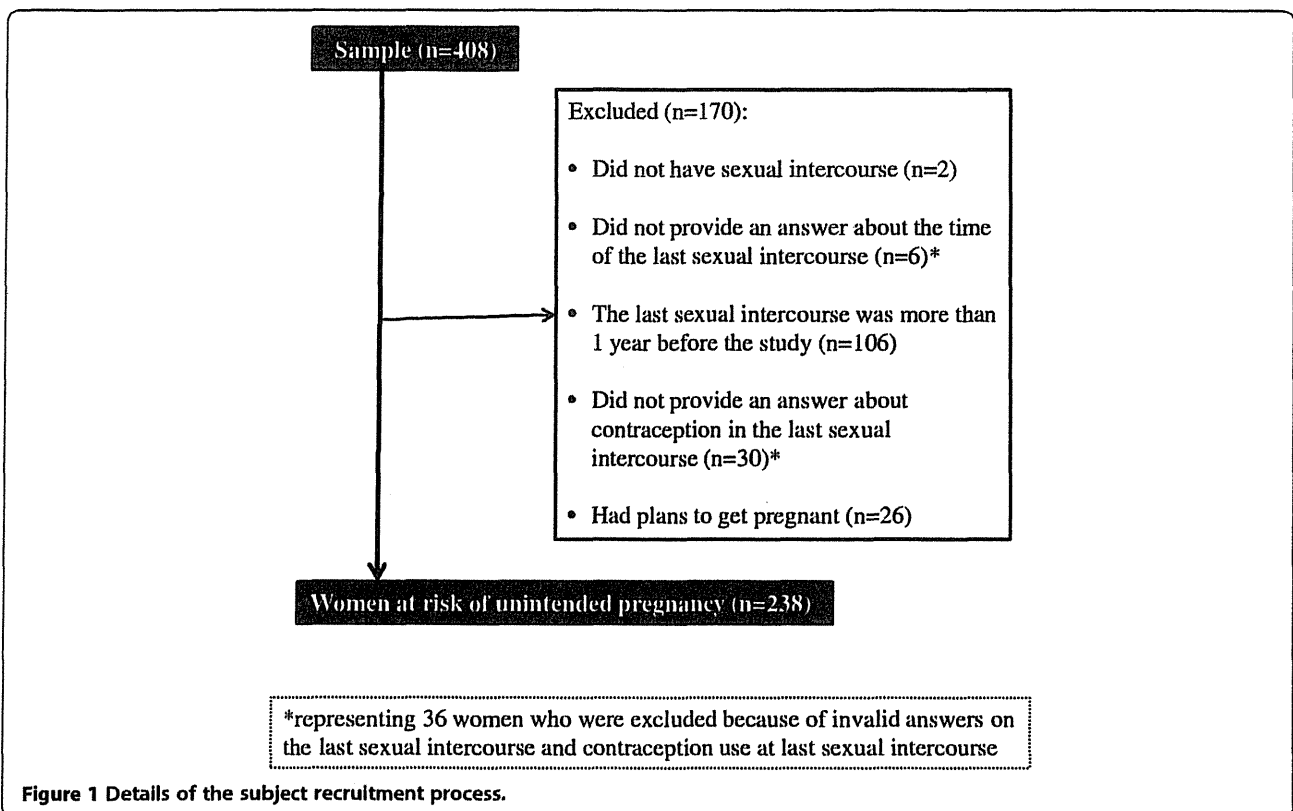 Sample (n=408)
Excluded (n=170):
• Did not have sexual intercourse (n=2)
• Did not provide an answer about the time
of the last sexual intercourse (n=6)*
• The last sexual intercourse was more than
1 year before the study (n=106)
• Did not provide an answer about
contraception in the last sexual
intercourse (n=30)*
• Had plans to get pregnant (n=26)
Women at risk of unintended pregnancy (n=238)
*representing 36 women who were excluded because of invalid answers on
the last sexual intercourse and contraception use at last sexual intercourse
Figure 1 Details of the subject recruitment process.